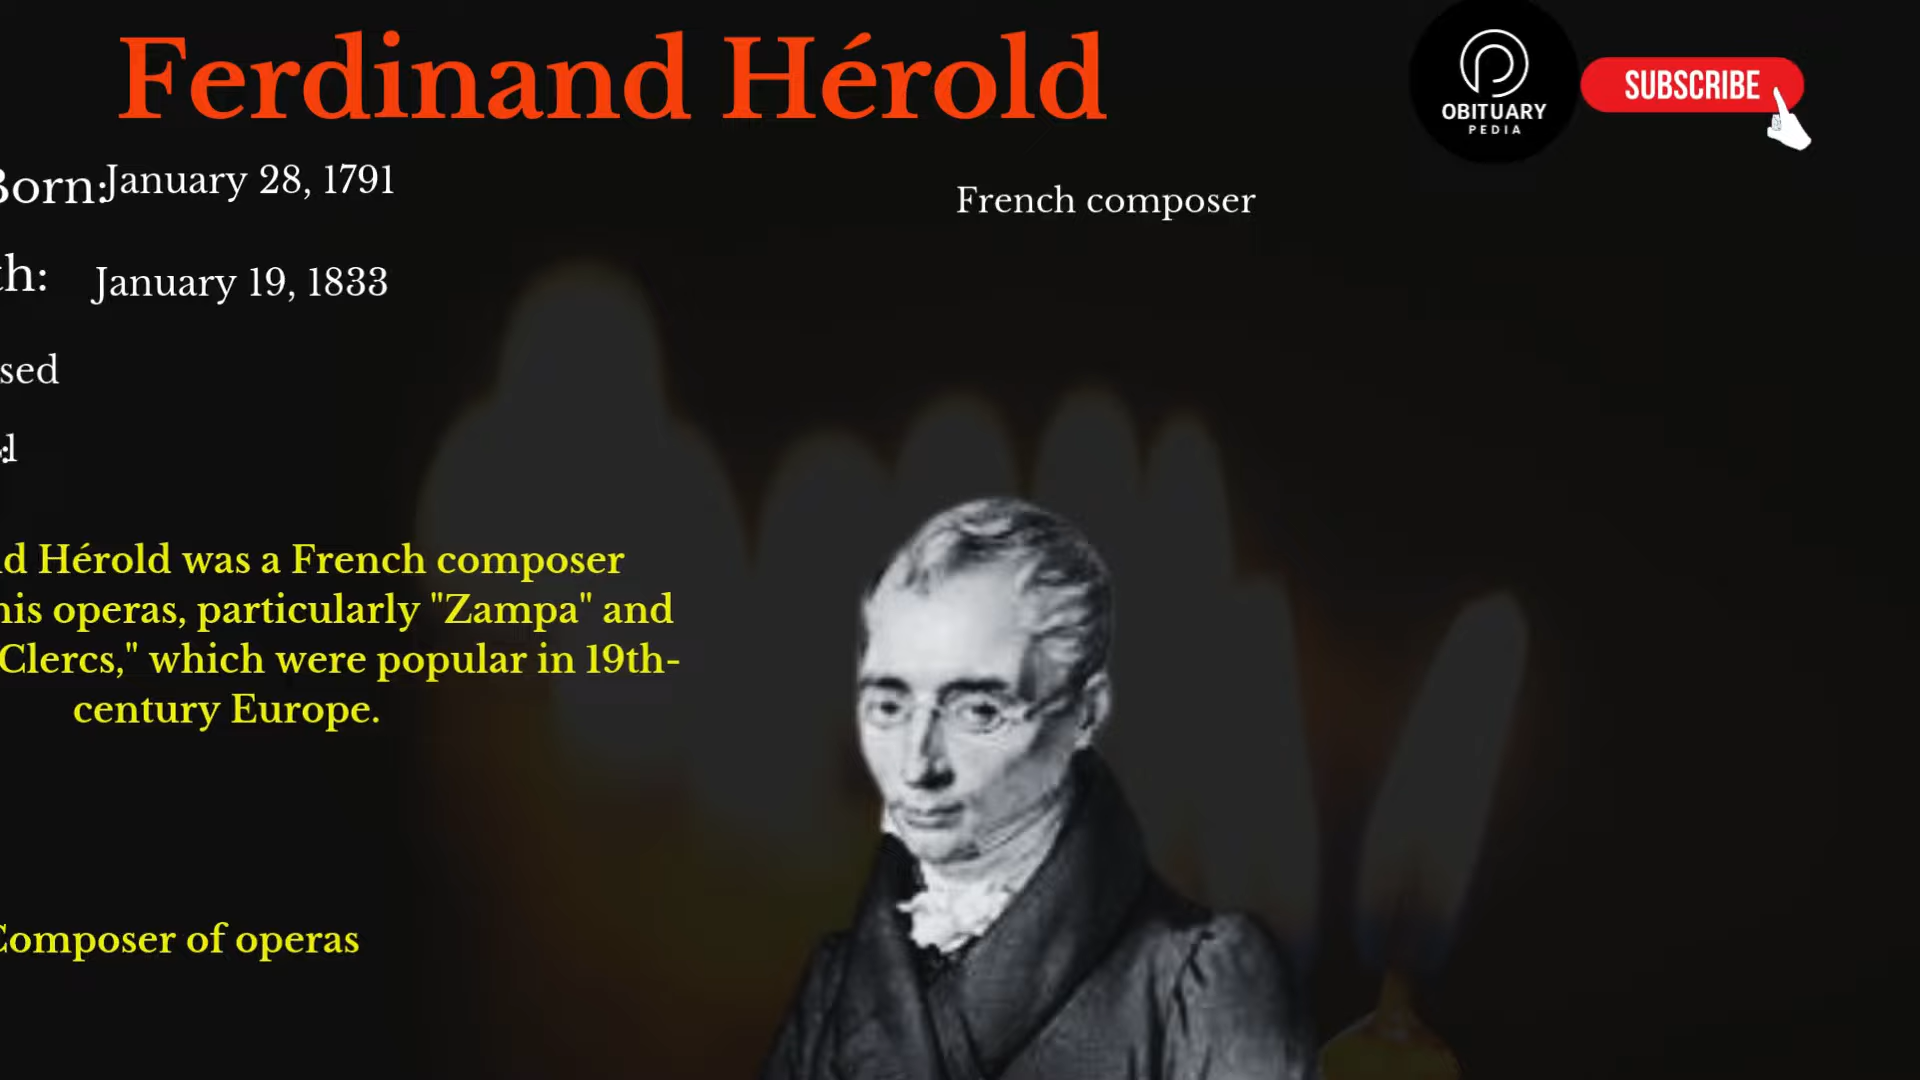 Ferdinand Hérold
OBITUARY
PEDIA
SUBSCRIBE
Born: January 28, 1791
French composer
th: January 19, 1833
sed
d Hérold was a French composer
his operas, particularly "Zampa" and
Clercs," which were popular in 19th-
century Europe.
Composer of operas